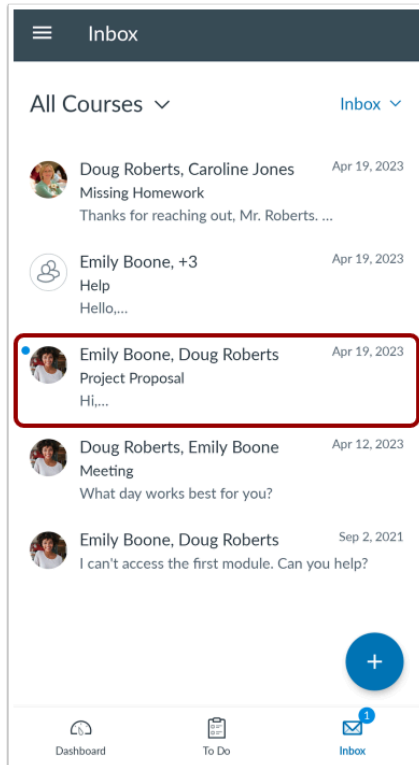 Inbox
All Courses
Inbox
Doug Roberts, Caroline Jones
Apr 19, 2023
Missing Homework
Thanks for reaching out, Mr. Roberts. ...
Emily Boone, +3
Apr 19, 2023
Help
Hello,...
Emily Boone, Doug Roberts
Apr 19, 2023
Project Proposal
Hi,...
Doug Roberts, Emily Boone
Apr 12, 2023
Meeting
What day works best for you?
Emily Boone, Doug Roberts
Sep 2, 2021
I can't access the first module. Can you help?
+
1
Dashboard
To Do
Inbox